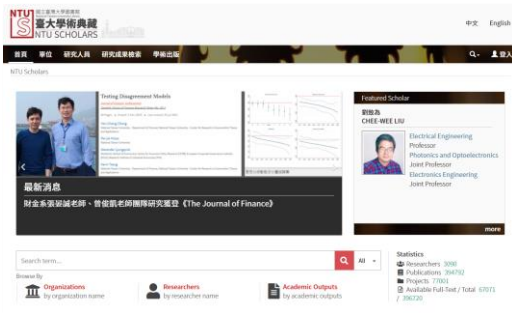 NTU 國立臺灣大學圖書館
臺大學術典藏
NTU SCHOLARS
中文 English
首頁 單位 研究人員 研究成果檢索 學術出版 登入
NTU Scholars
Testing Disagreement Models
Featured Scholar
劉致為
CHEE-WEE LIU
Electrical Engineering
Professor
Photonics and Optoelectronics
Joint Professor
Electronics Engineering
Joint Professor
more
最新消息
財金系張晏誠老師、曾俊凱老師團隊研究獲登《The Journal of Finance》
Search term...
All
Browse By
Organizations
by organization name
Researchers
by researcher name
Academic Outputs
by academic outputs
Statistics
Researchers 3098
Publications 394792
Projects 77001
Available Full-Text / Total 67071
/ 396720